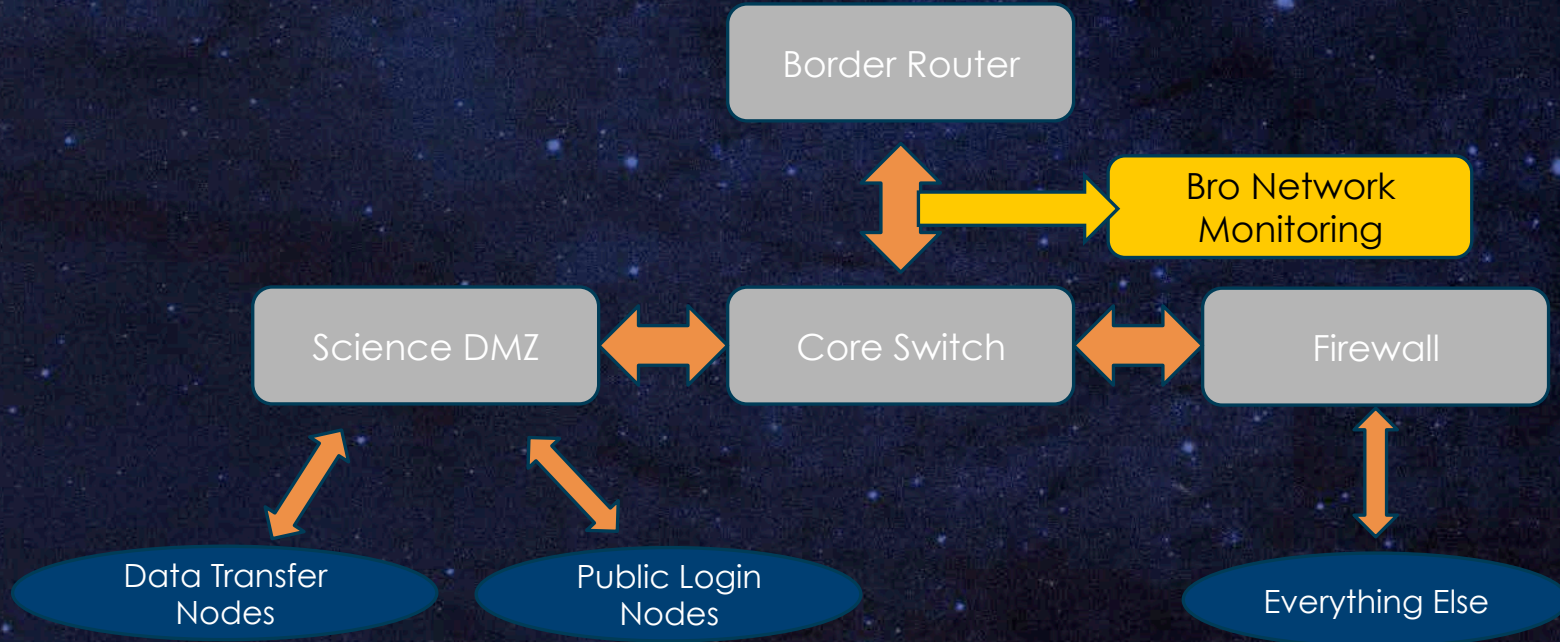 Border Router
Bro Network
Monitoring
Science DMZ
Core Switch
Firewall
Data Transfer
Nodes
Public Login
Nodes
Everything Else